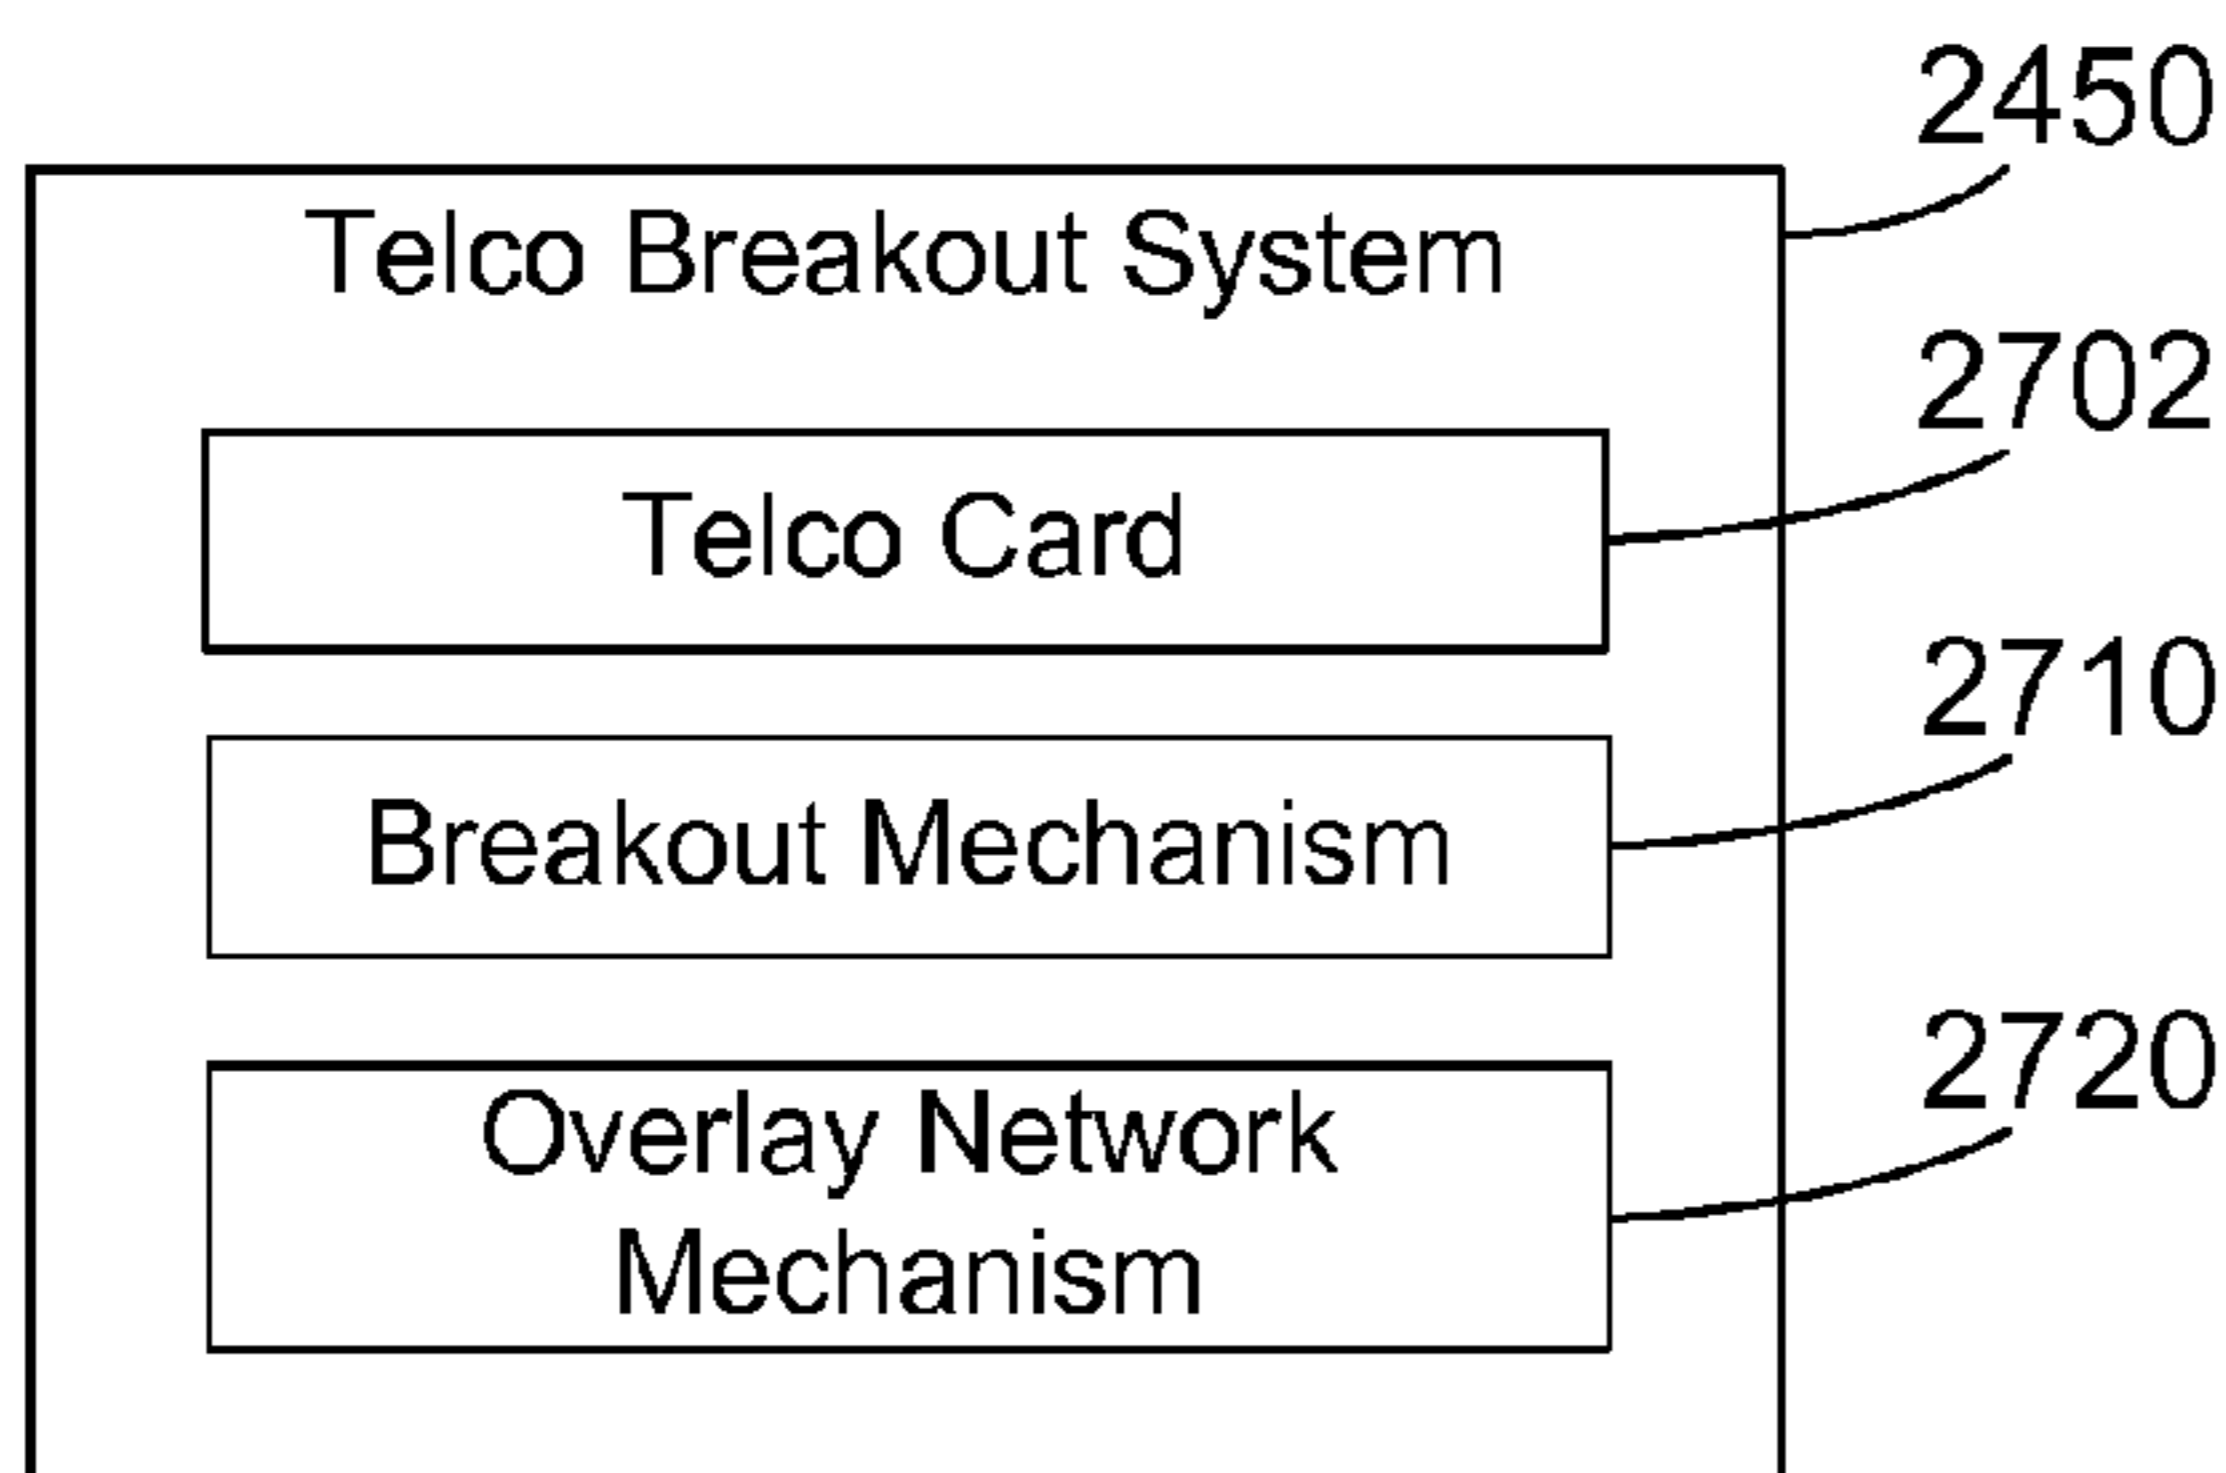 2450
Telco Breakout System
2702
Telco Card
2710
Breakout Mechanism
2720
Overlay Network
Mechanism